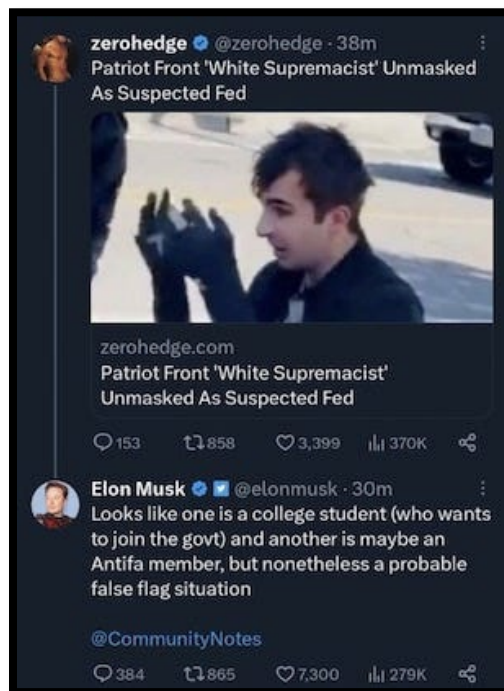 zerohedge @zerohedge · 38m
Patriot Front 'White Supremacist' Unmasked
As Suspected Fed
zerohedge.com
Patriot Front 'White Supremacist'
Unmasked As Suspected Fed
153 858 3,399 370K
Elon Musk @elonmusk · 30m
Looks like one is a college student (who wants
to join the govt) and another is maybe an
Antifa member, but nonetheless a probable
false flag situation
@CommunityNotes
384 865 7,300 279K